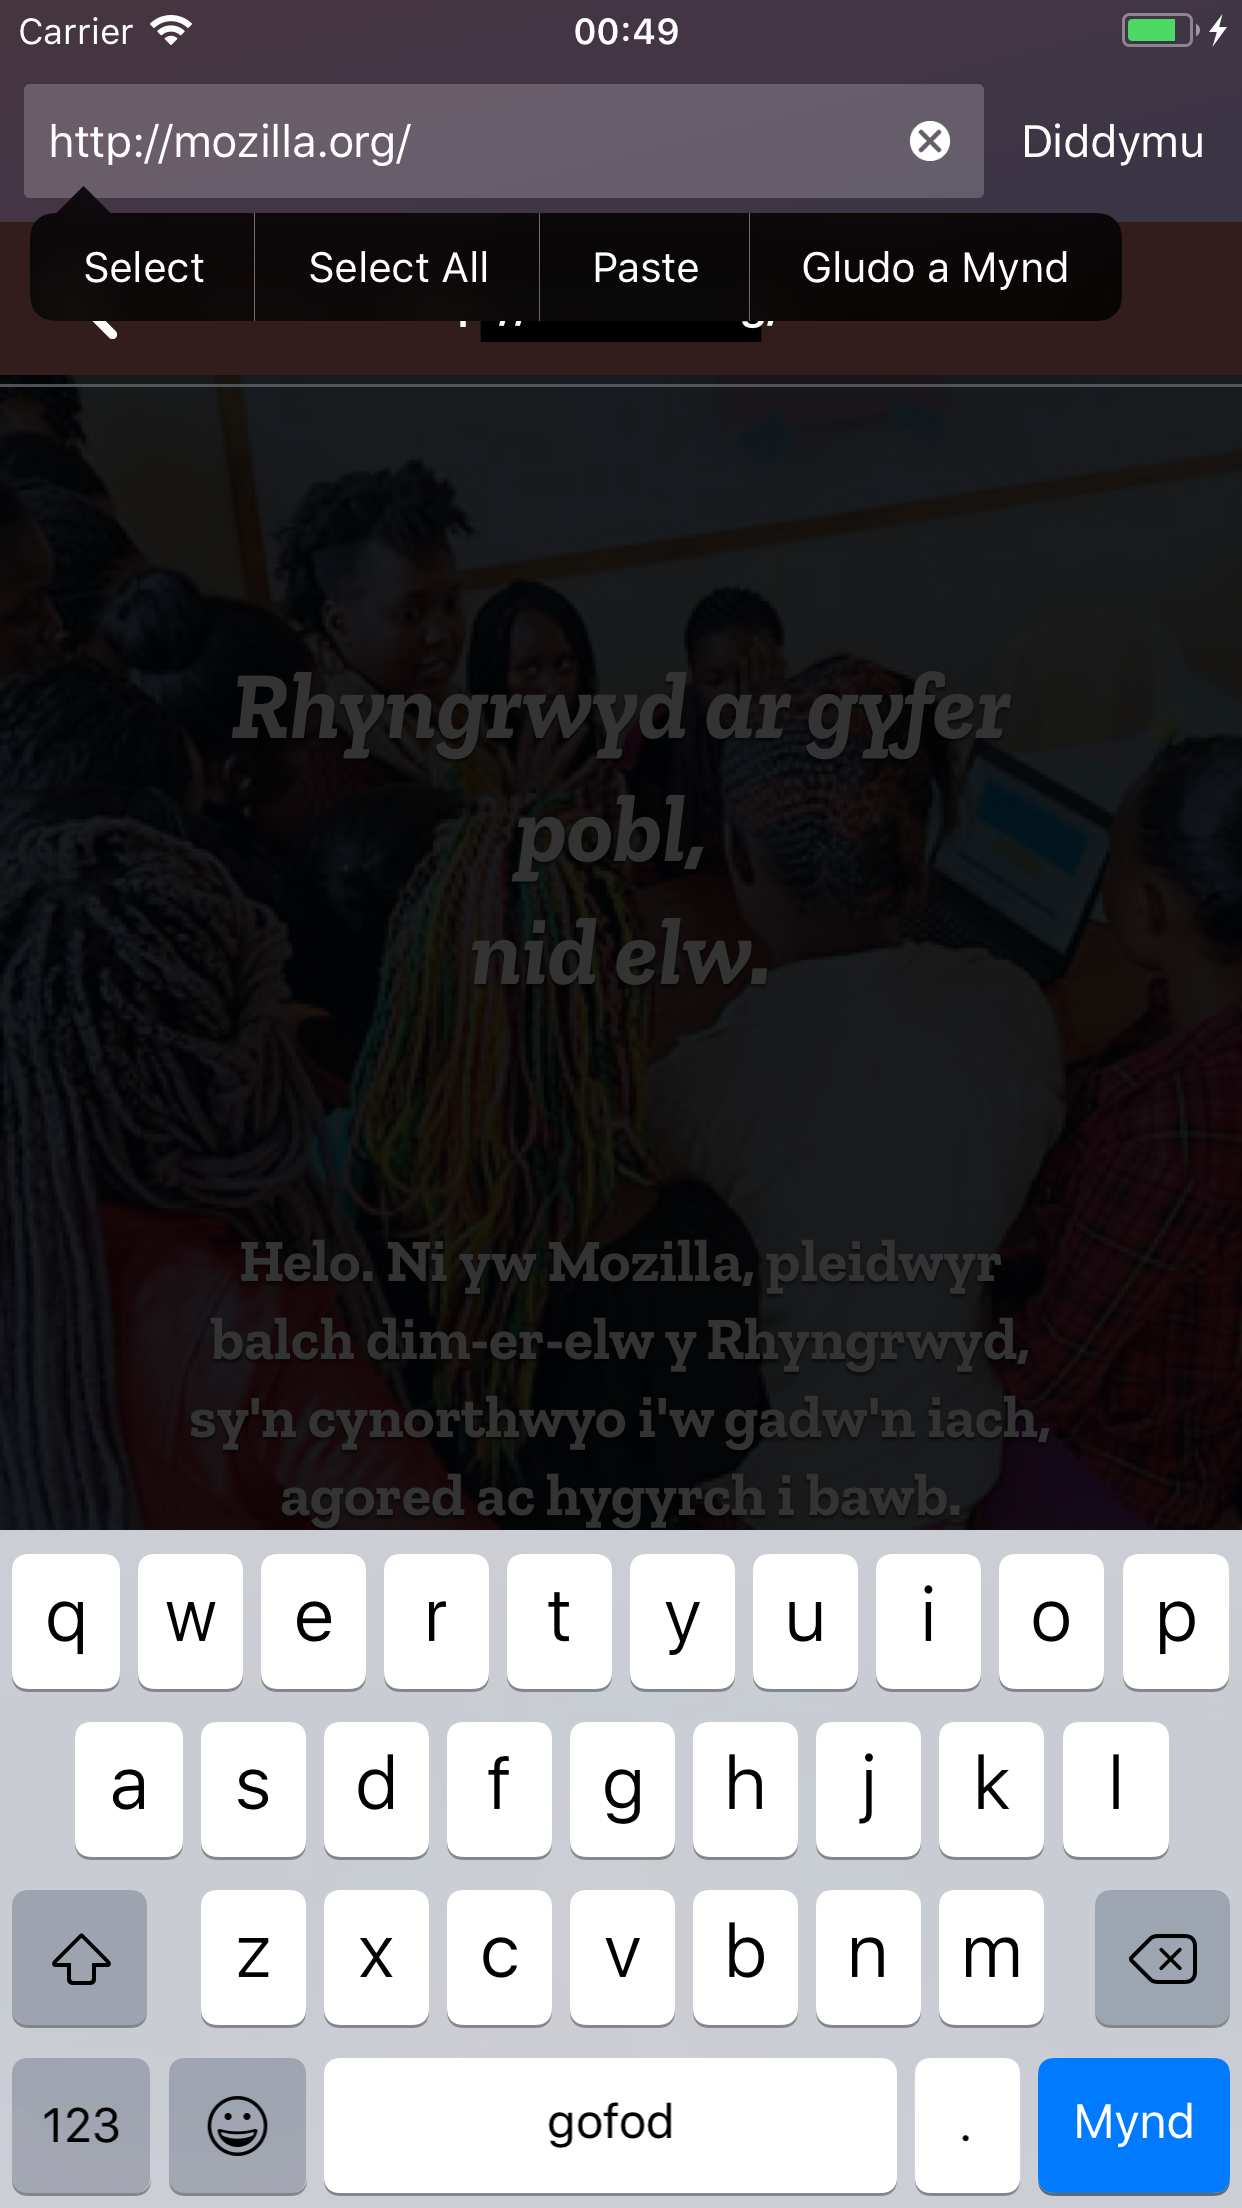 Carrier 00:49
http://mozilla.org/ Diddymu
Select Select All Paste Gludo a Mynd
Rhyngrwyd ar gyfer
pobl,
nid elw.
Helo. Ni yw Mozilla, pleidwyr
balch dim-er-elw y Rhyngrwyd,
sy'n cynorthwyo i'w gadw'n iach,
agored ac hygyrch i bawb.
q w e r t y u i o p
a s d f g h j k l
z x c v b n m
123 gofod . Mynd